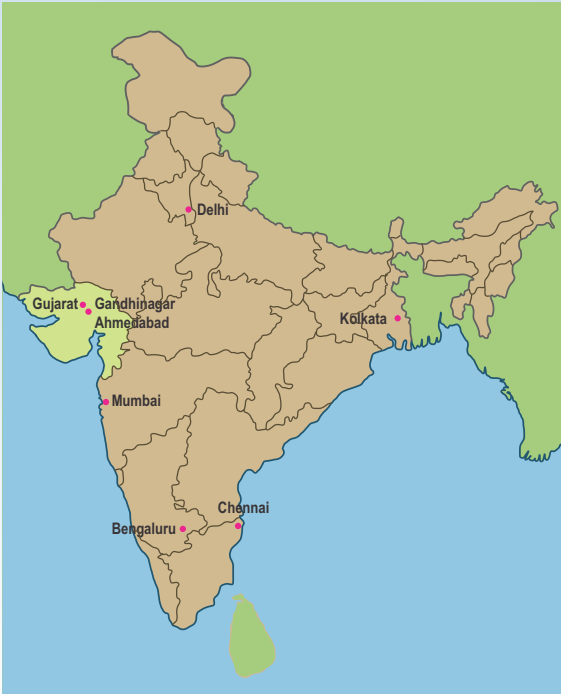 Delhi
Gujarat
Gandhinagar
Ahmedabad
Kolkata
Mumbai
Chennai
Bengaluru